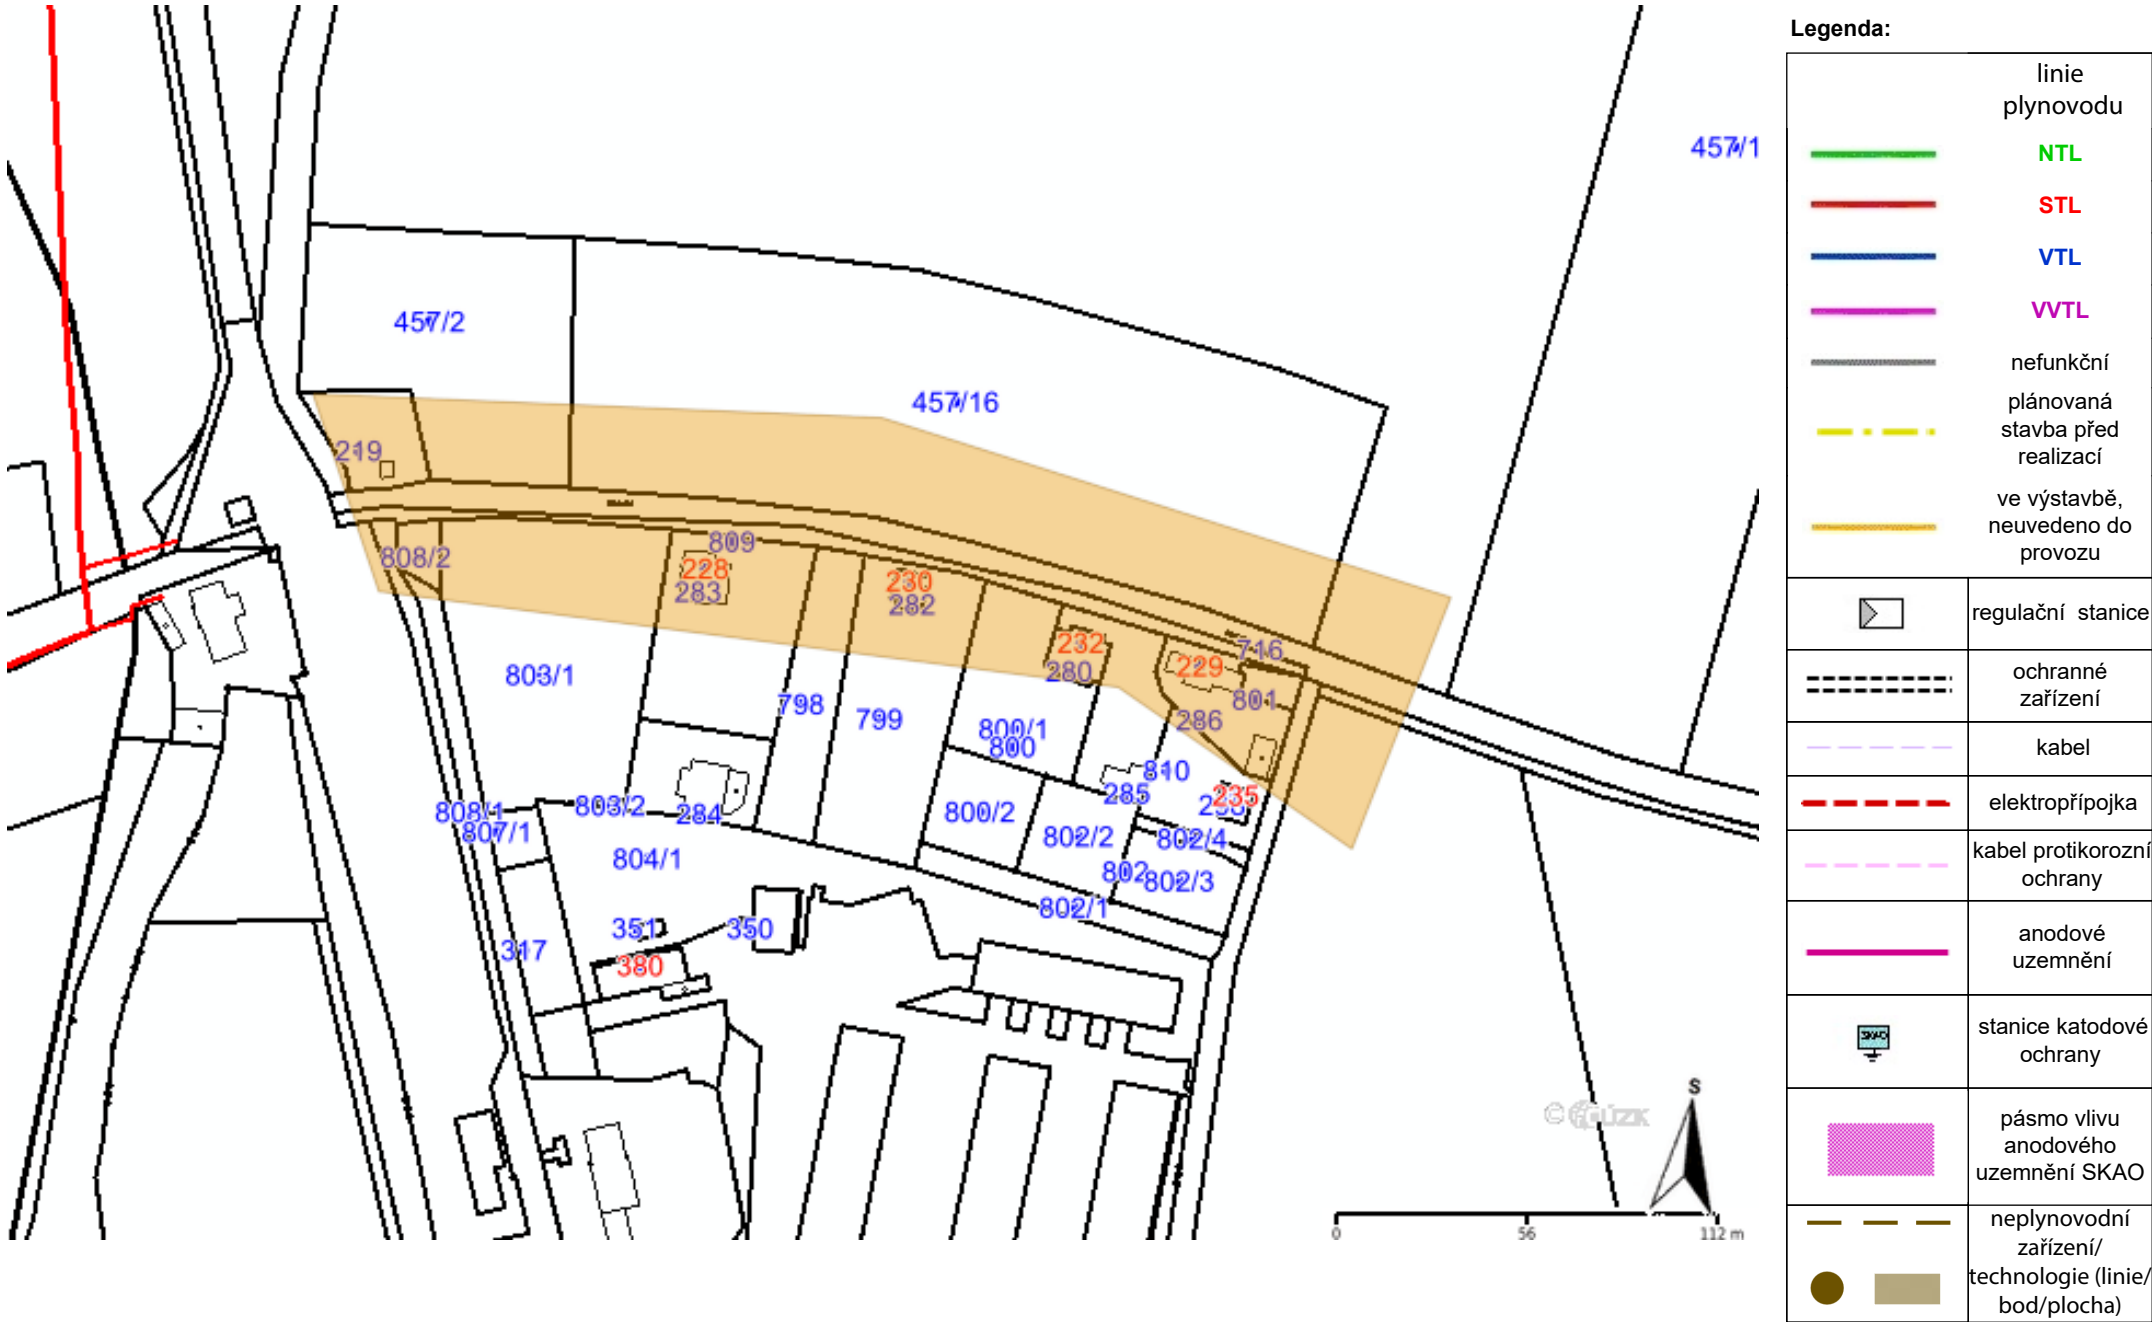 Legenda:
linie
plynovodu
NTL
STL
VTL
VVTL
nefunkční
plánovaná
stavba před
realizací
ve výstavbě,
neuvedeno do
provozu
regulační stanice
ochranné
zařízení
kabel
elektropřípojka
kabel protikorozní
ochrany
anodové
uzemnění
SKAO
stanice katodové
ochrany
pásmo vlivu
anodového
uzemnění SKAO
neplynovodní
zařízení/
technologie (linie/
bod/plocha)
457/1
457/2
457/16
219
808/2
809
228
283
230
282
232
280
229
716
801
286
803/1
798
799
800/1
800
810
285
235
808/1
807/1
803/2
284
800/2
802/2
802/4
804/1
802
802/3
802/1
351
350
317
380
S
© ČÚZK
0
56
112 m